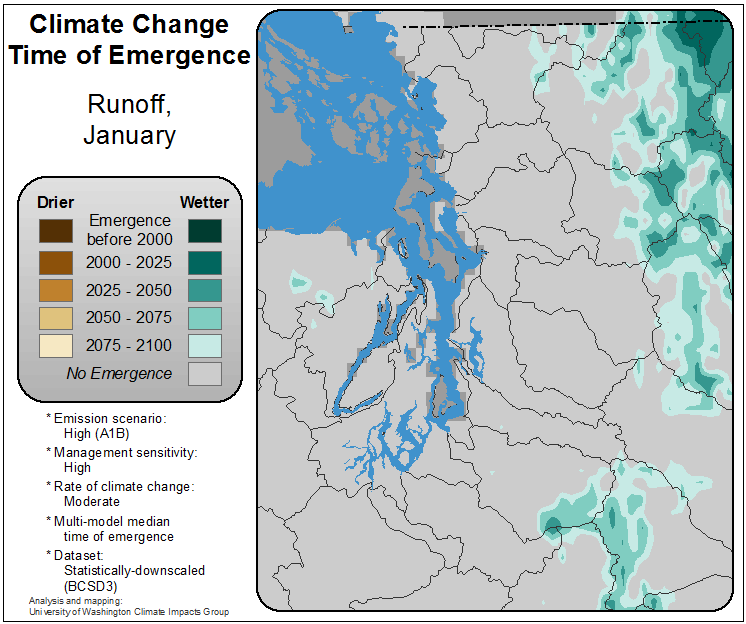 Climate Change
Time of Emergence
Runoff,
January
Drier Wetter
Emergence
before 2000
2000 - 2025
2025 - 2050
2050 - 2075
2075 - 2100
No Emergence
* Emission scenario:
High (A1B)
* Management sensitivity:
High
* Rate of climate change:
Moderate
* Multi-model median
time of emergence
* Dataset:
Statistically-downscaled
(BCSD3)
Analysis and mapping:
University of Washington Climate Impacts Group